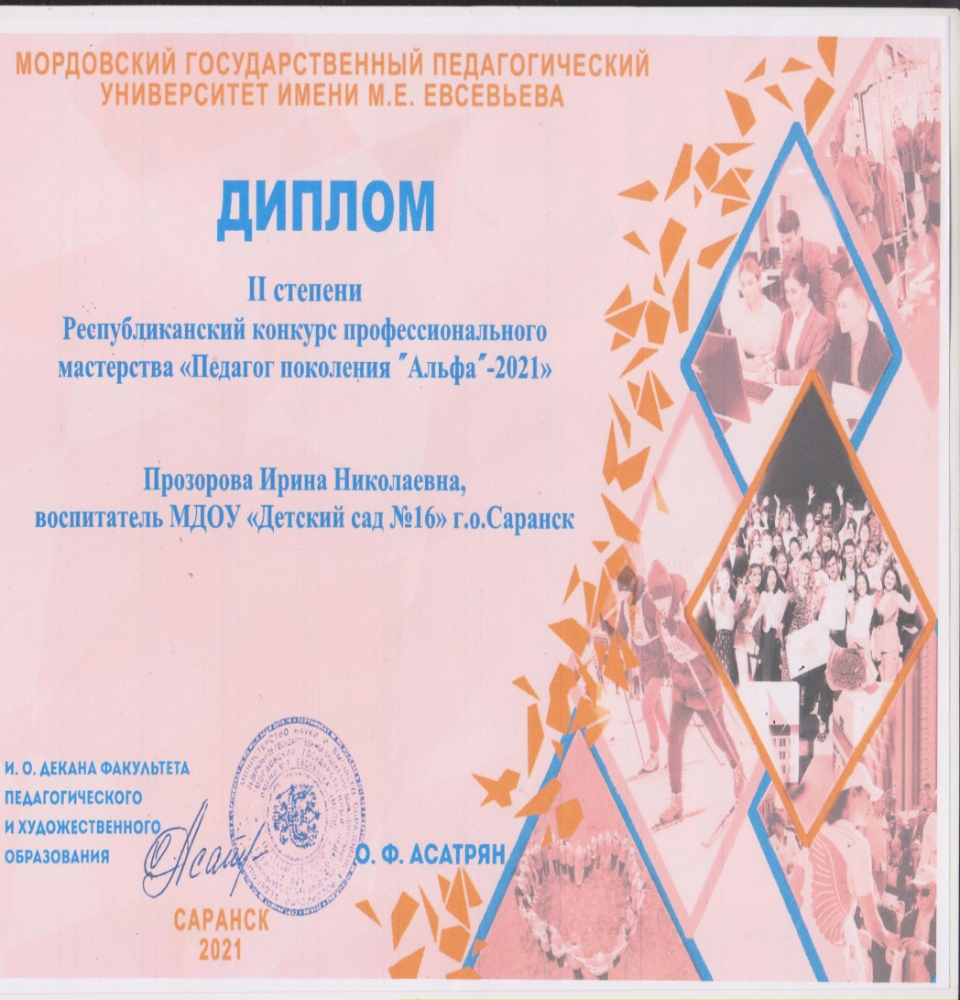 МОРДОВСКИЙ ГОСУДАРСТВЕННЫЙ ПЕДАГОГИЧЕСКИЙ
УНИВЕРСИТЕТ ИМЕНИ М.Е. ЕВСЕВЬЕВА
ДИПЛОМ
II степени
Республиканский конкурс профессионального
мастерства «Педагог поколения "Альфа"-2021»
Прозорова Ирина Николаевна,
воспитатель МДОУ «Детский сад №16» г.о.Саранск
И. О. ДЕКАНА ФАКУЛЬТЕТА
ПЕДАГОГИЧЕСКОГО
И ХУДОЖЕСТВЕННОГО
ОБРАЗОВАНИЯ
О. Ф. АСАТРЯН
САРАНСК
2021